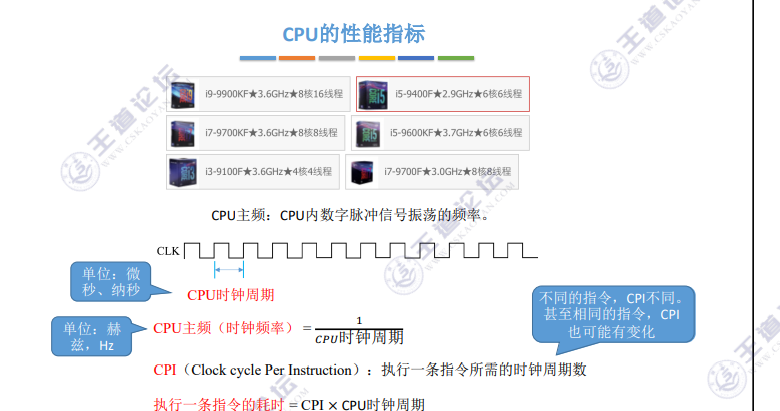 CPU的性能指标
i9-9900KF★3.6GHz★8核16线程
i5-9400F★2.9GHz★6核6线程
i7-9700KF★3.6GHz★8核8线程
i5-9600KF★3.7GHz★6核6线程
i3-9100F★3.6GHz★4核4线程
i7-9700F★3.0GHz★8核8线程
CPU主频：CPU内数字脉冲信号振荡的频率。
CLK
单位：微
秒、纳秒
CPU时钟周期
不同的指令，CPI不同。
甚至相同的指令，CPI
也可能有变化
单位：赫
兹，Hz
CPU主频（时钟频率）= 1
CPU时钟周期
CPI（Clock cycle Per Instruction）：执行一条指令所需的时钟周期数
执行一条指令的耗时 = CPI × CPU时钟周期
王道论坛
WWW.CSKAOYAN.COM